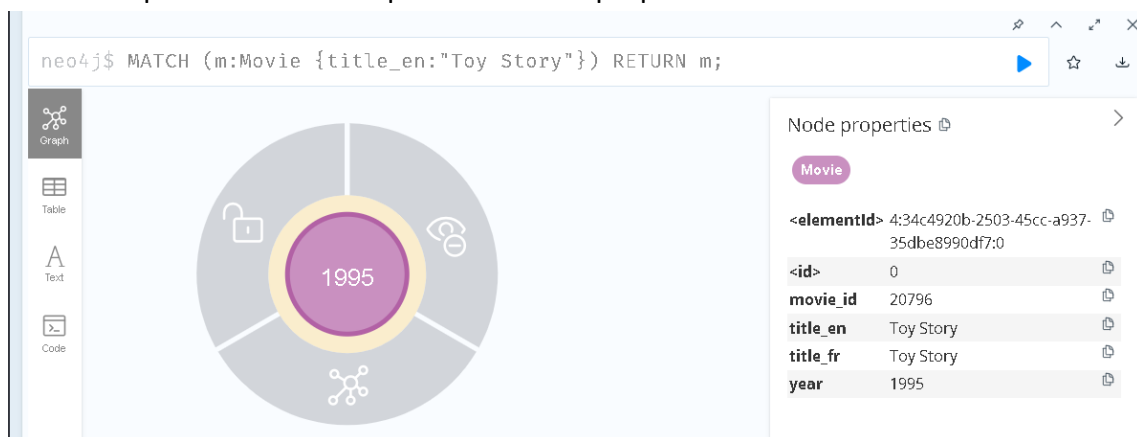 neo4j$ MATCH (m:Movie {title_en:"Toy Story"}) RETURN m;
Graph
Table
Text
Code
1995
Node properties
Movie
<elementId> 4:34c4920b-2503-45cc-a937-
35dbe8990df7:0
<id> 0
movie_id 20796
title_en Toy Story
title_fr Toy Story
year 1995